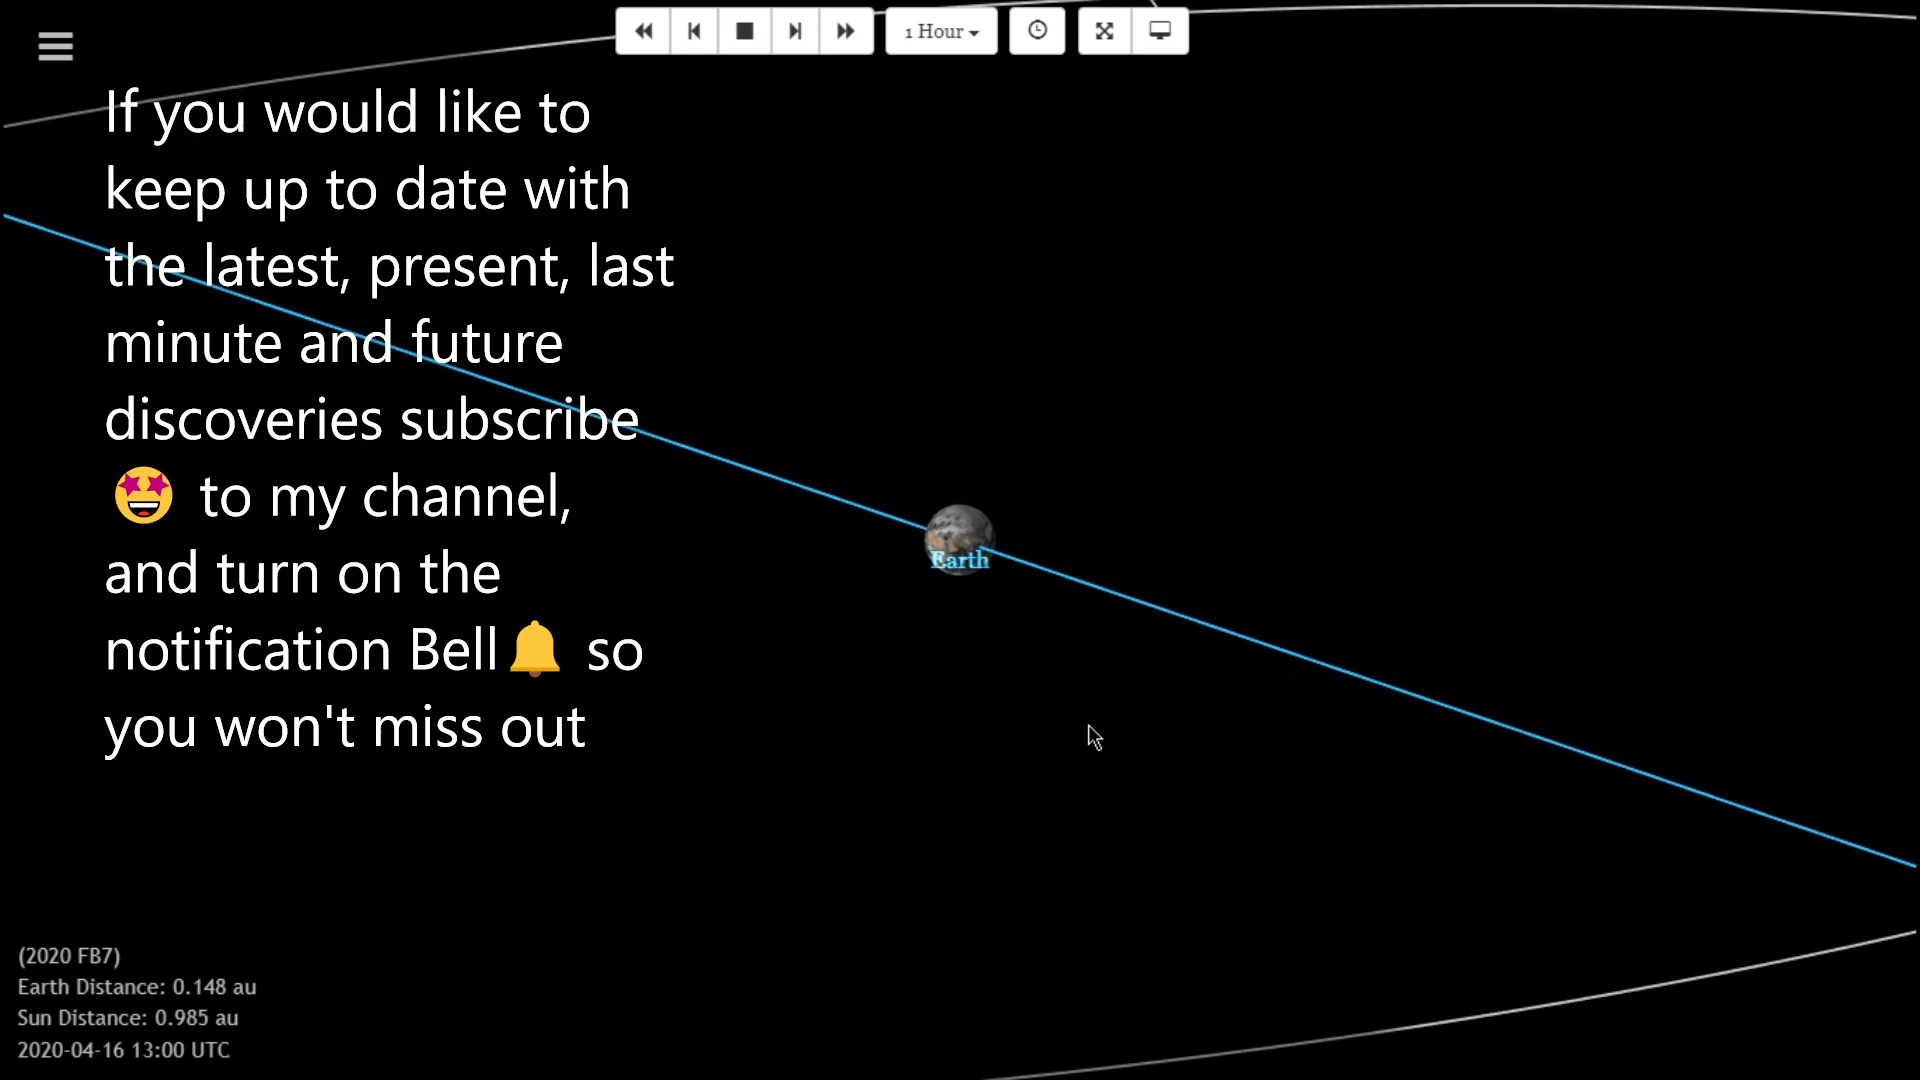 1 Hour
If you would like to
keep up to date with
the latest, present, last
minute and future
discoveries subscribe
🤩 to my channel,
and turn on the
notification Bell🔔 so
you won't miss out
Earth
(2020 FB7)
Earth Distance: 0.148 au
Sun Distance: 0.985 au
2020-04-16 13:00 UTC